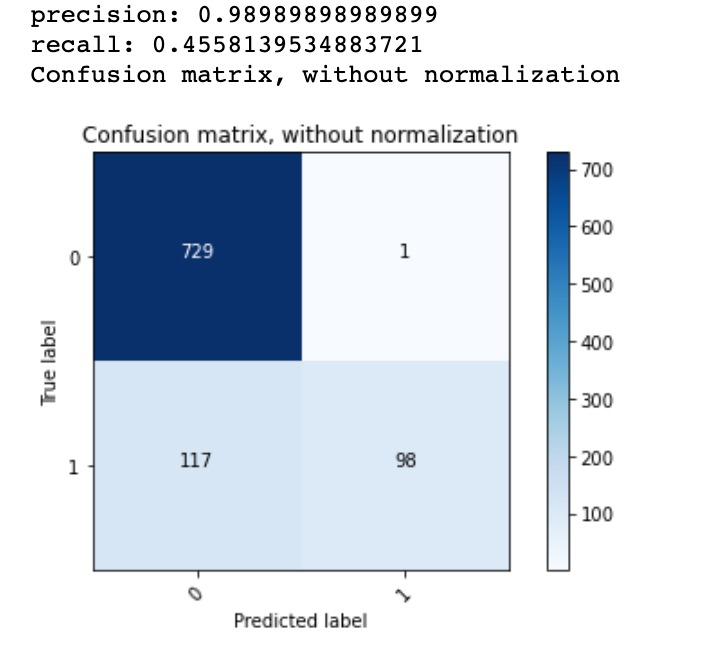 precision: 0.98989898989899
recall: 0.4558139534883721
Confusion matrix, without normalization
Confusion matrix, without normalization
700
600
500
400
300
200
100
0
729
1
True label
1
117
98
0
1
Predicted label